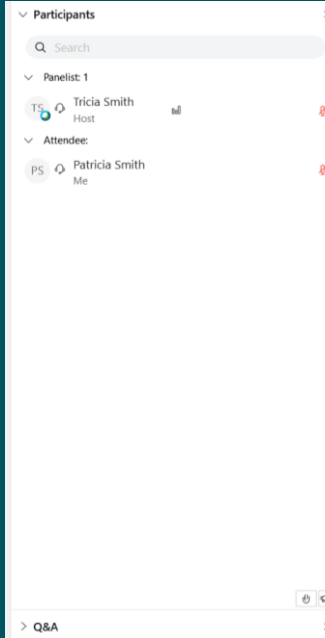 Participants
Search
Panelist: 1
TS
Tricia Smith
Host
Attendee:
PS
Patricia Smith
Me
Q&A